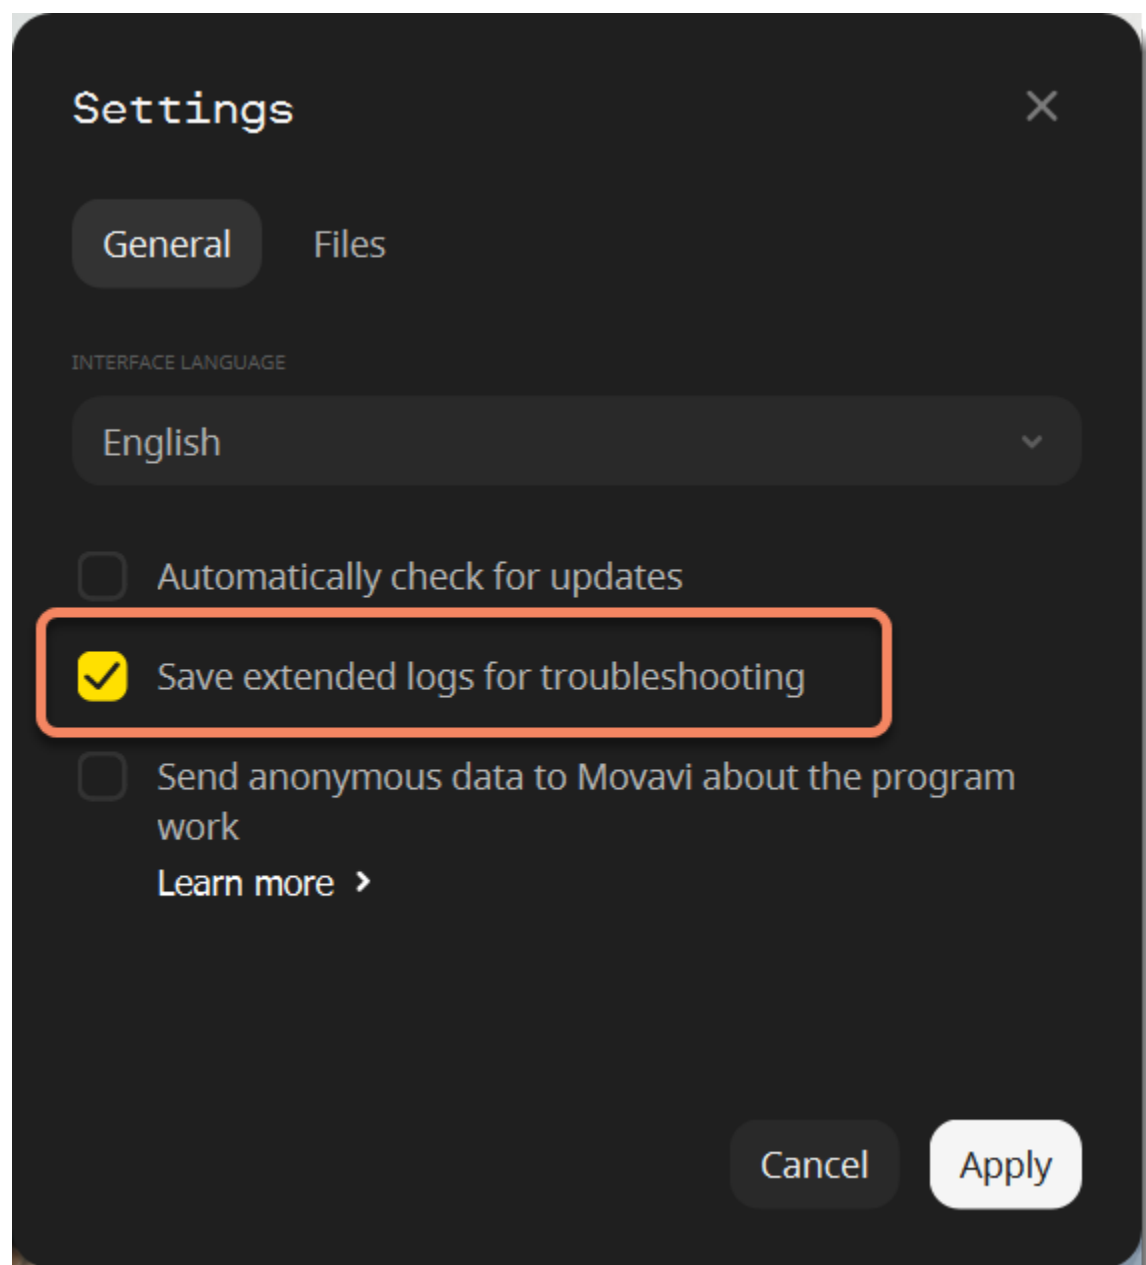 Settings
General
Files
INTERFACE LANGUAGE
English
Automatically check for updates
Save extended logs for troubleshooting
Send anonymous data to Movavi about the program
work
Learn more
Cancel
Apply